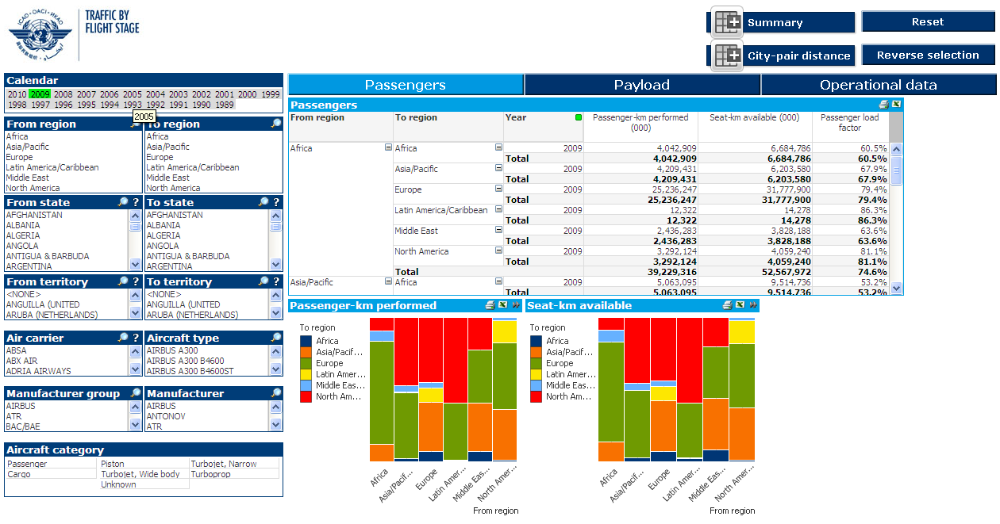 ICAO · OACI · ИКАО
TRAFFIC BY
FLIGHT STAGE
Summary
Reset
City-pair distance
Reverse selection
Calendar
2010 2009 2008 2007 2006 2005 2004 2003 2002 2001 2000 1999
1998 1997 1996 1995 1994 1993 1992 1991 1990 1989
2005
From region
To region
Africa
Africa
Asia/Pacific
Asia/Pacific
Europe
Europe
Latin America/Caribbean
Latin America/Caribbean
Middle East
Middle East
North America
North America
From state ?
To state ?
AFGHANISTAN
AFGHANISTAN
ALBANIA
ALBANIA
ALGERIA
ALGERIA
ANGOLA
ANGOLA
ANTIGUA & BARBUDA
ANTIGUA & BARBUDA
ARGENTINA
ARGENTINA
From territory ?
To territory ?
<NONE>
<NONE>
ANGUILLA (UNITED
ANGUILLA (UNITED
ARUBA (NETHERLANDS)
ARUBA (NETHERLANDS)
Air carrier ?
Aircraft type
ABSA
AIRBUS A300
ABX AIR
AIRBUS A300 B4600
ADRIA AIRWAYS
AIRBUS A300 B4600ST
Manufacturer group
Manufacturer
AIRBUS
AIRBUS
ATR
ANTONOV
BAC/BAE
ATR
Aircraft category
Passenger Piston Turbojet, Narrow
Cargo Turbojet, Wide body Turboprop
Unknown
Passengers
Payload
Operational data
Passengers
From region To region Year Passenger-km performed Seat-km available (000) Passenger load
(000) factor
Africa Africa 2009 4,042,909 6,684,786 60.5%
Total 4,042,909 6,684,786 60.5%
Asia/Pacific 2009 4,209,431 6,203,580 67.9%
Total 4,209,431 6,203,580 67.9%
Europe 2009 25,236,247 31,777,900 79.4%
Total 25,236,247 31,777,900 79.4%
Latin America/Caribbean 2009 12,322 14,278 86.3%
Total 12,322 14,278 86.3%
Middle East 2009 2,436,283 3,828,188 63.6%
Total 2,436,283 3,828,188 63.6%
North America 2009 3,292,124 4,059,240 81.1%
Total 3,292,124 4,059,240 81.1%
Total 39,229,316 52,567,972 74.6%
Asia/Pacific Africa 2009 5,063,095 9,514,736 53.2%
Total 5,063,095 9,514,736 53.2%
Passenger-km performed
To region
Africa
Asia/Pacif...
Europe
Latin Amer...
Middle Eas...
North Am...
Africa
Asia/Pacif...
Europe
Latin Amer...
Middle Eas...
North Amer...
From region
Seat-km available
To region
Africa
Asia/Pacif...
Europe
Latin Amer...
Middle Eas...
North Am...
Africa
Asia/Pacif...
Europe
Latin Amer...
Middle Eas...
North Amer...
From region